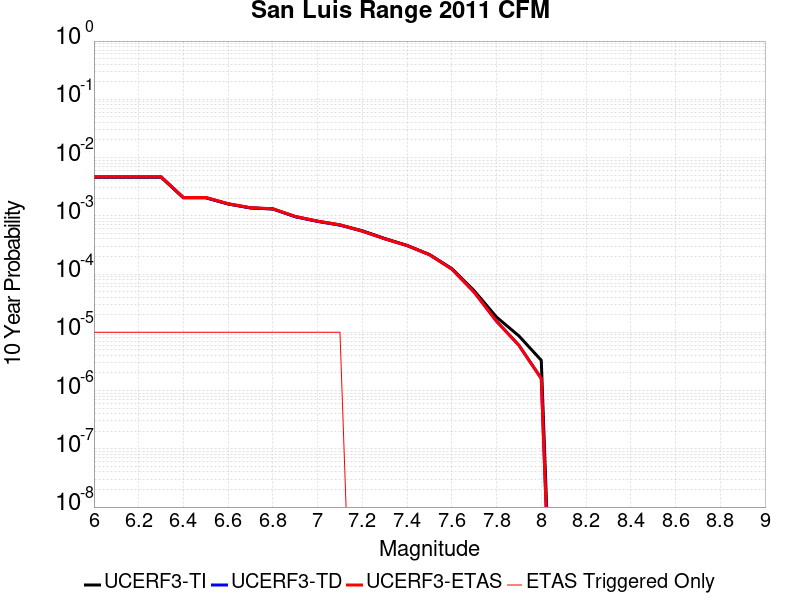 San Luis Range 2011 CFM
10 Year Probability
10^0
10^-1
10^-2
10^-3
10^-4
10^-5
10^-6
10^-7
10^-8
6 6.2 6.4 6.6 6.8 7 7.2 7.4 7.6 7.8 8 8.2 8.4 8.6 8.8 9
Magnitude
UCERF3-TI UCERF3-TD UCERF3-ETAS ETAS Triggered Only